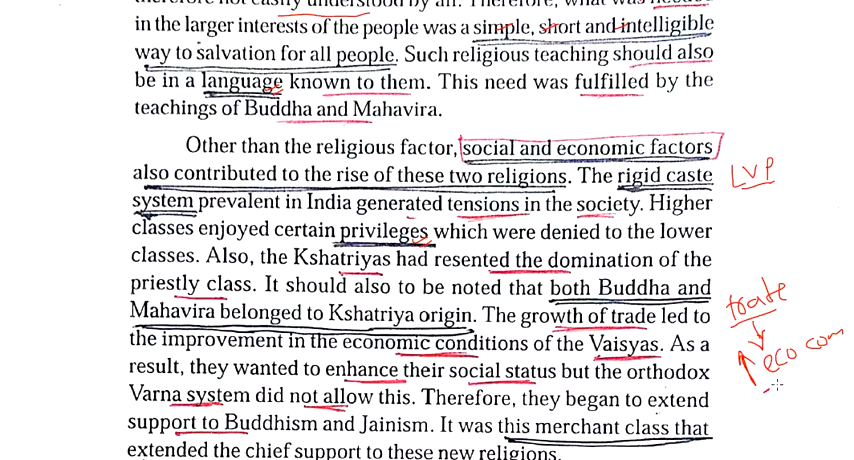 therefore not easily understood by all. Therefore, what was needed
in the larger interests of the people was a simple, short and intelligible
way to salvation for all people. Such religious teaching should also
be in a language known to them. This need was fulfilled by the
teachings of Buddha and Mahavira.
Other than the religious factor, social and economic factors
also contributed to the rise of these two religions. The rigid caste
LVP
system prevalent in India generated tensions in the society. Higher
classes enjoyed certain privileges which were denied to the lower
classes. Also, the Kshatriyas had resented the domination of the
priestly class. It should also to be noted that both Buddha and
Mahavira belonged to Kshatriya origin. The growth of trade led to
trade
the improvement in the economic conditions of the Vaisyas. As a
result, they wanted to enhance their social status but the orthodox
↑ eco com
Varna system did not allow this. Therefore, they began to extend
support to Buddhism and Jainism. It was this merchant class that
extended the chief support to these new religions.